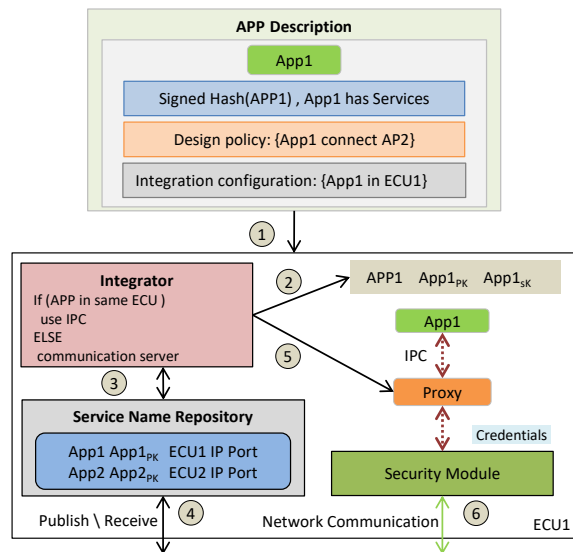 APP Description
App1
Signed Hash(APP1) , App1 has Services
Design policy: {App1 connect AP2}
Integration configuration: {App1 in ECU1}
1
Integrator
If (APP in same ECU )
use IPC
ELSE
communication server
2
APP1 App1PK App1sK
App1
IPC
5
Proxy
3
Service Name Repository
App1 App1PK ECU1 IP Port
App2 App2PK ECU2 IP Port
Credentials
Security Module
Publish \ Receive
4
Network Communication
6
ECU1